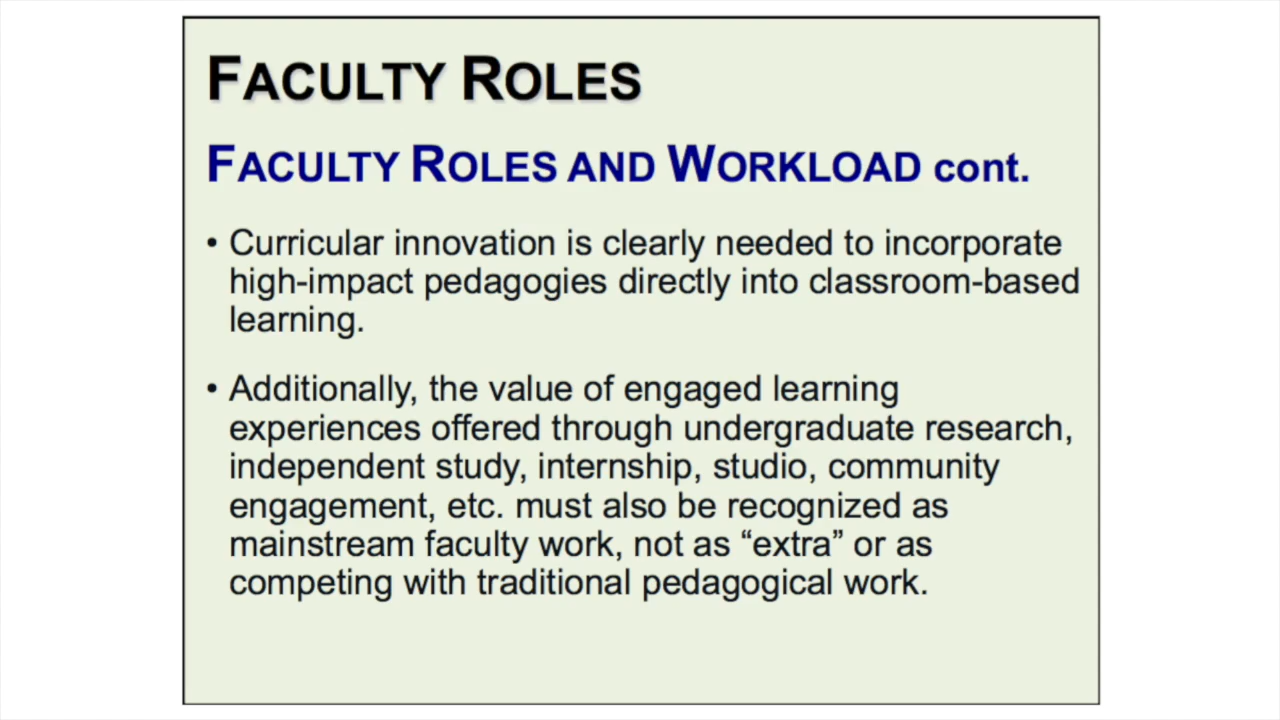 FACULTY ROLES
FACULTY ROLES AND WORKLOAD cont.
• Curricular innovation is clearly needed to incorporate
high-impact pedagogies directly into classroom-based
learning.
• Additionally, the value of engaged learning
experiences offered through undergraduate research,
independent study, internship, studio, community
engagement, etc. must also be recognized as
mainstream faculty work, not as “extra” or as
competing with traditional pedagogical work.